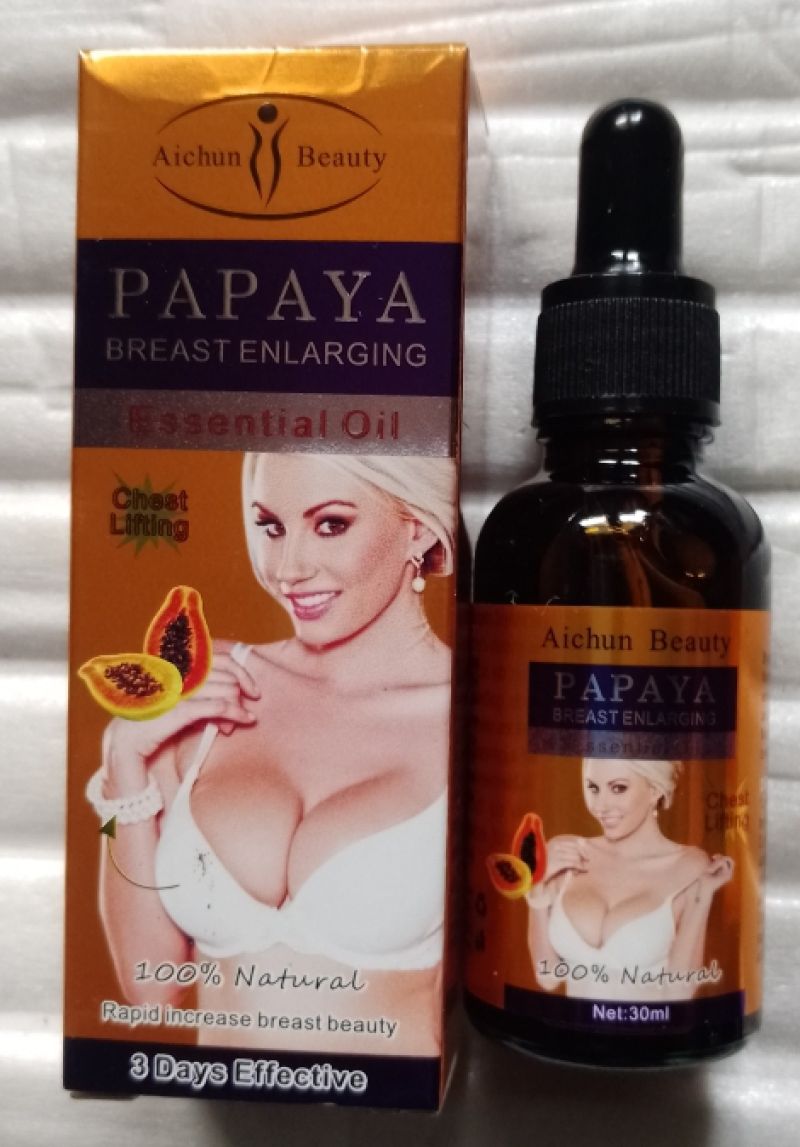 Aichun Beauty
PAPAYA
BREAST ENLARGING
Essential Oil
Chest
Lifting
100% Natural
Rapid increase breast beauty
3 Days Effective
Aichun Beauty
PAPAYA
BREAST ENLARGING
Essential
Chest
Lifting
100% Natural
Net:30ml